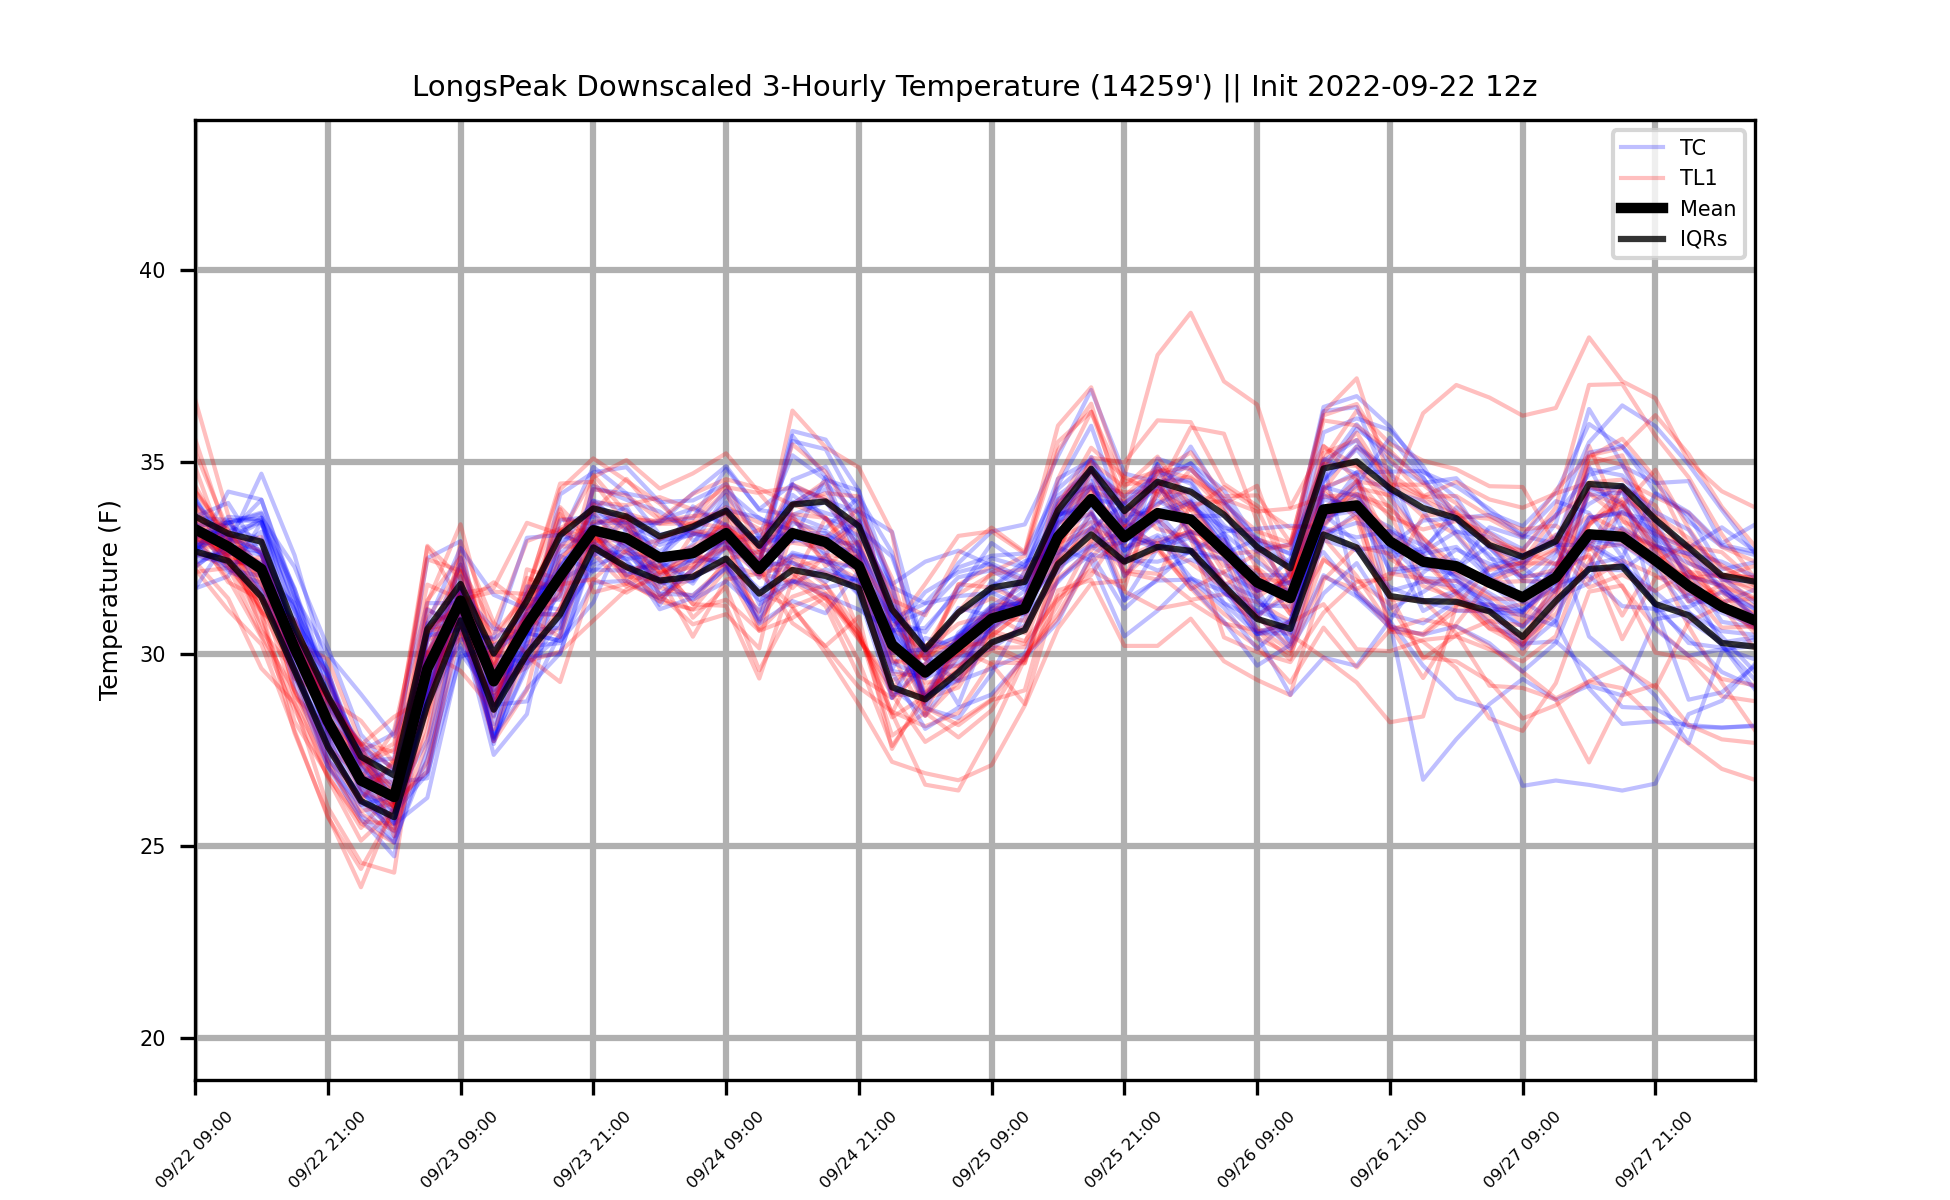 LongsPeak Downscaled 3-Hourly Temperature (14259') || Init 2022-09-22 12z
TC
TL1
Mean
IQRs
Temperature (F)
40
35
30
25
20
09/22 09:00
09/22 21:00
09/23 09:00
09/23 21:00
09/24 09:00
09/24 21:00
09/25 09:00
09/25 21:00
09/26 09:00
09/26 21:00
09/27 09:00
09/27 21:00